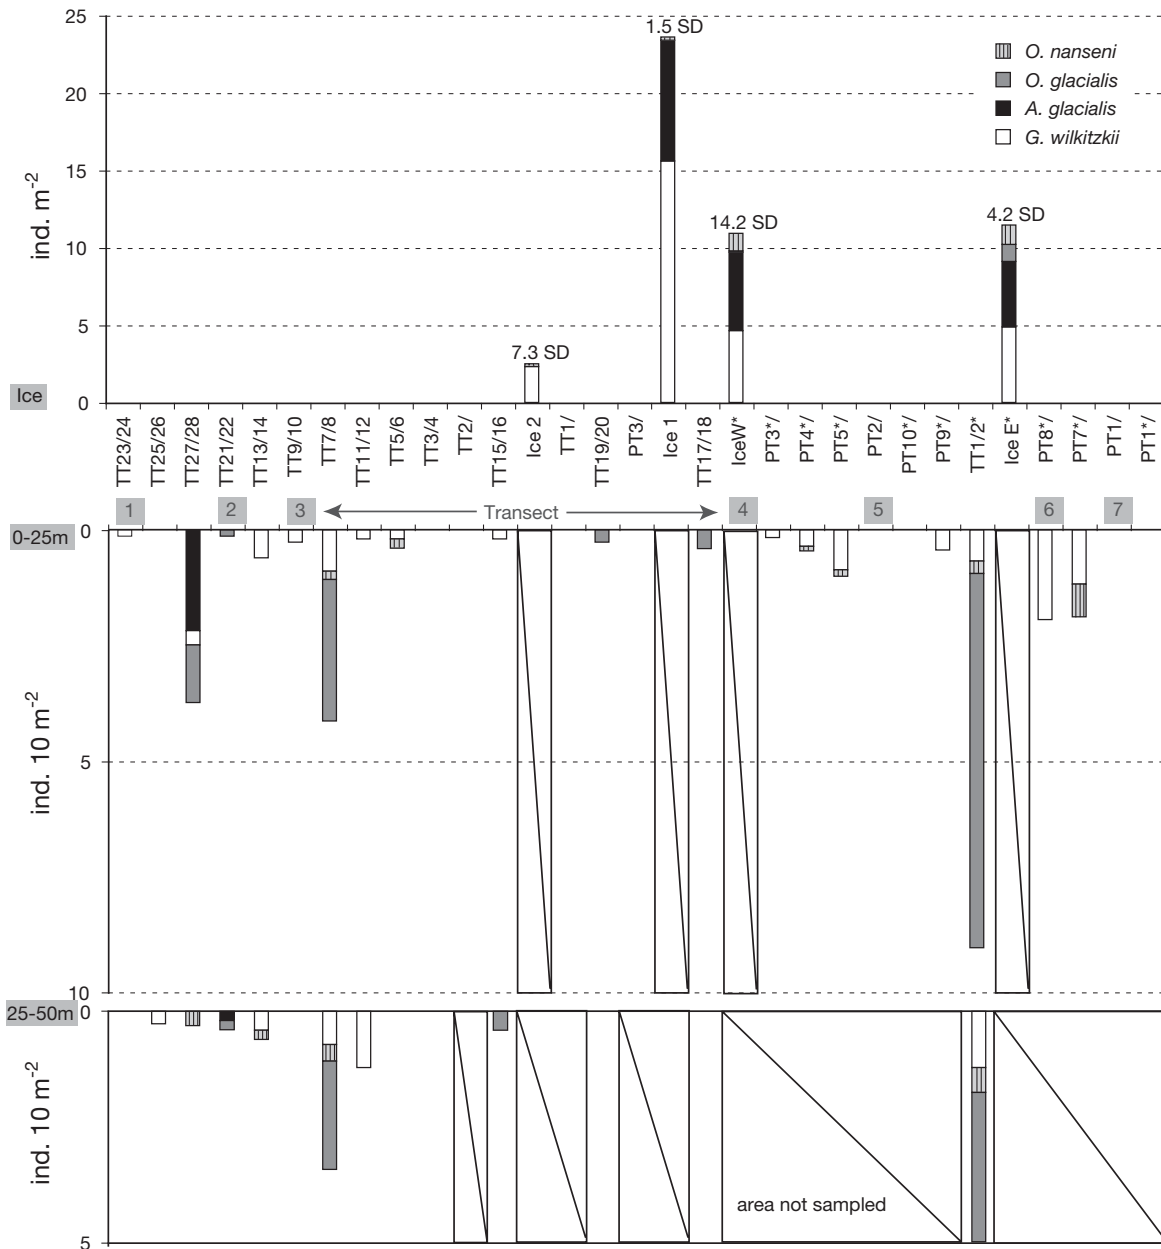 25
20
15
10
5
0
ind. m-2
Ice
1.5 SD
14.2 SD
4.2 SD
7.3 SD
O. nanseni
O. glacialis
A. glacialis
G. wilkitzkii
TT23/24
TT25/26
TT27/28
TT21/22
TT13/14
TT9/10
TT7/8
TT11/12
TT5/6
TT3/4
TT2/
TT15/16
Ice 2
TT1/
TT19/20
PT3/
Ice 1
TT17/18
IceW*
PT3*/
PT4*/
PT5*/
PT2/
PT10*/
PT9*/
TT1/2*
Ice E*
PT8*/
PT7*/
PT1/
PT1*/
1
2
3
Transect
4
5
6
7
0-25m
0
5
10
ind. 10 m-2
25-50m
0
5
ind. 10 m-2
area not sampled